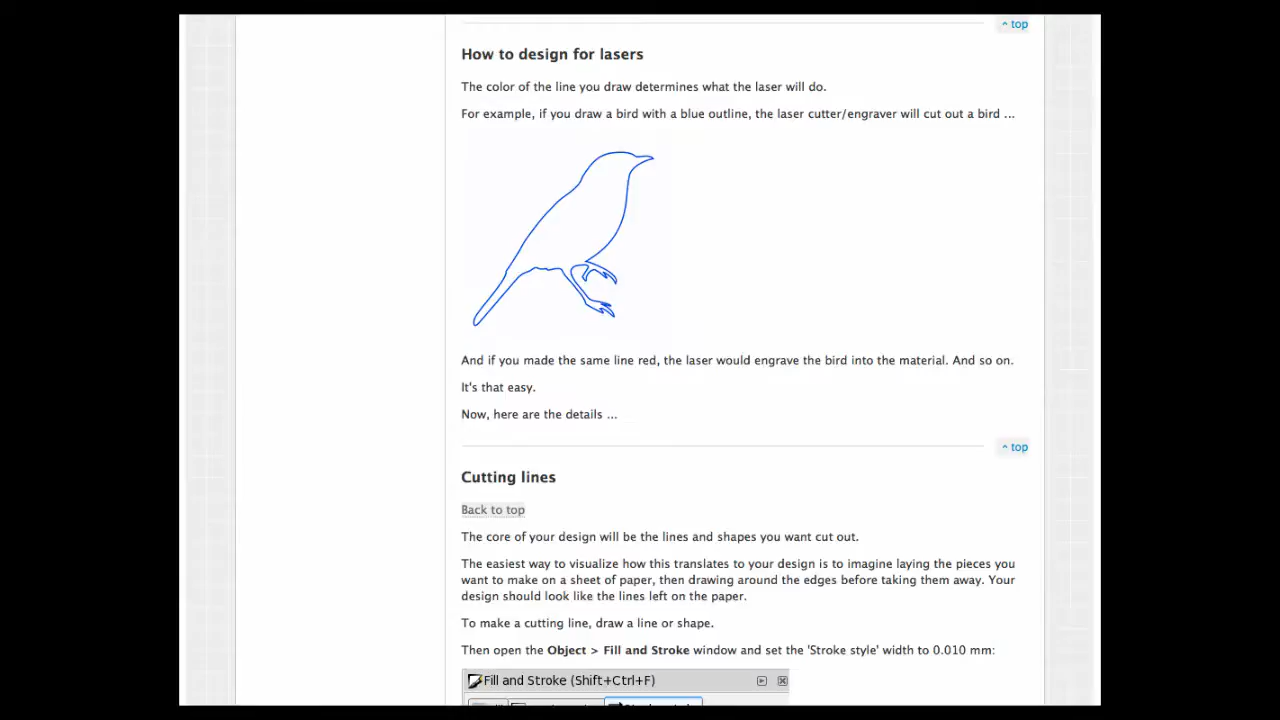 ^ top
How to design for lasers
The color of the line you draw determines what the laser will do.
For example, if you draw a bird with a blue outline, the laser cutter/engraver will cut out a bird ...
And if you made the same line red, the laser would engrave the bird into the material. And so on.
It's that easy.
Now, here are the details ...
^ top
Cutting lines
Back to top
The core of your design will be the lines and shapes you want cut out.
The easiest way to visualize how this translates to your design is to imagine laying the pieces you
want to make on a sheet of paper, then drawing around the edges before taking them away. Your
design should look like the lines left on the paper.
To make a cutting line, draw a line or shape.
Then open the Object > Fill and Stroke window and set the 'Stroke style' width to 0.010 mm:
Fill and Stroke (Shift+Ctrl+F)